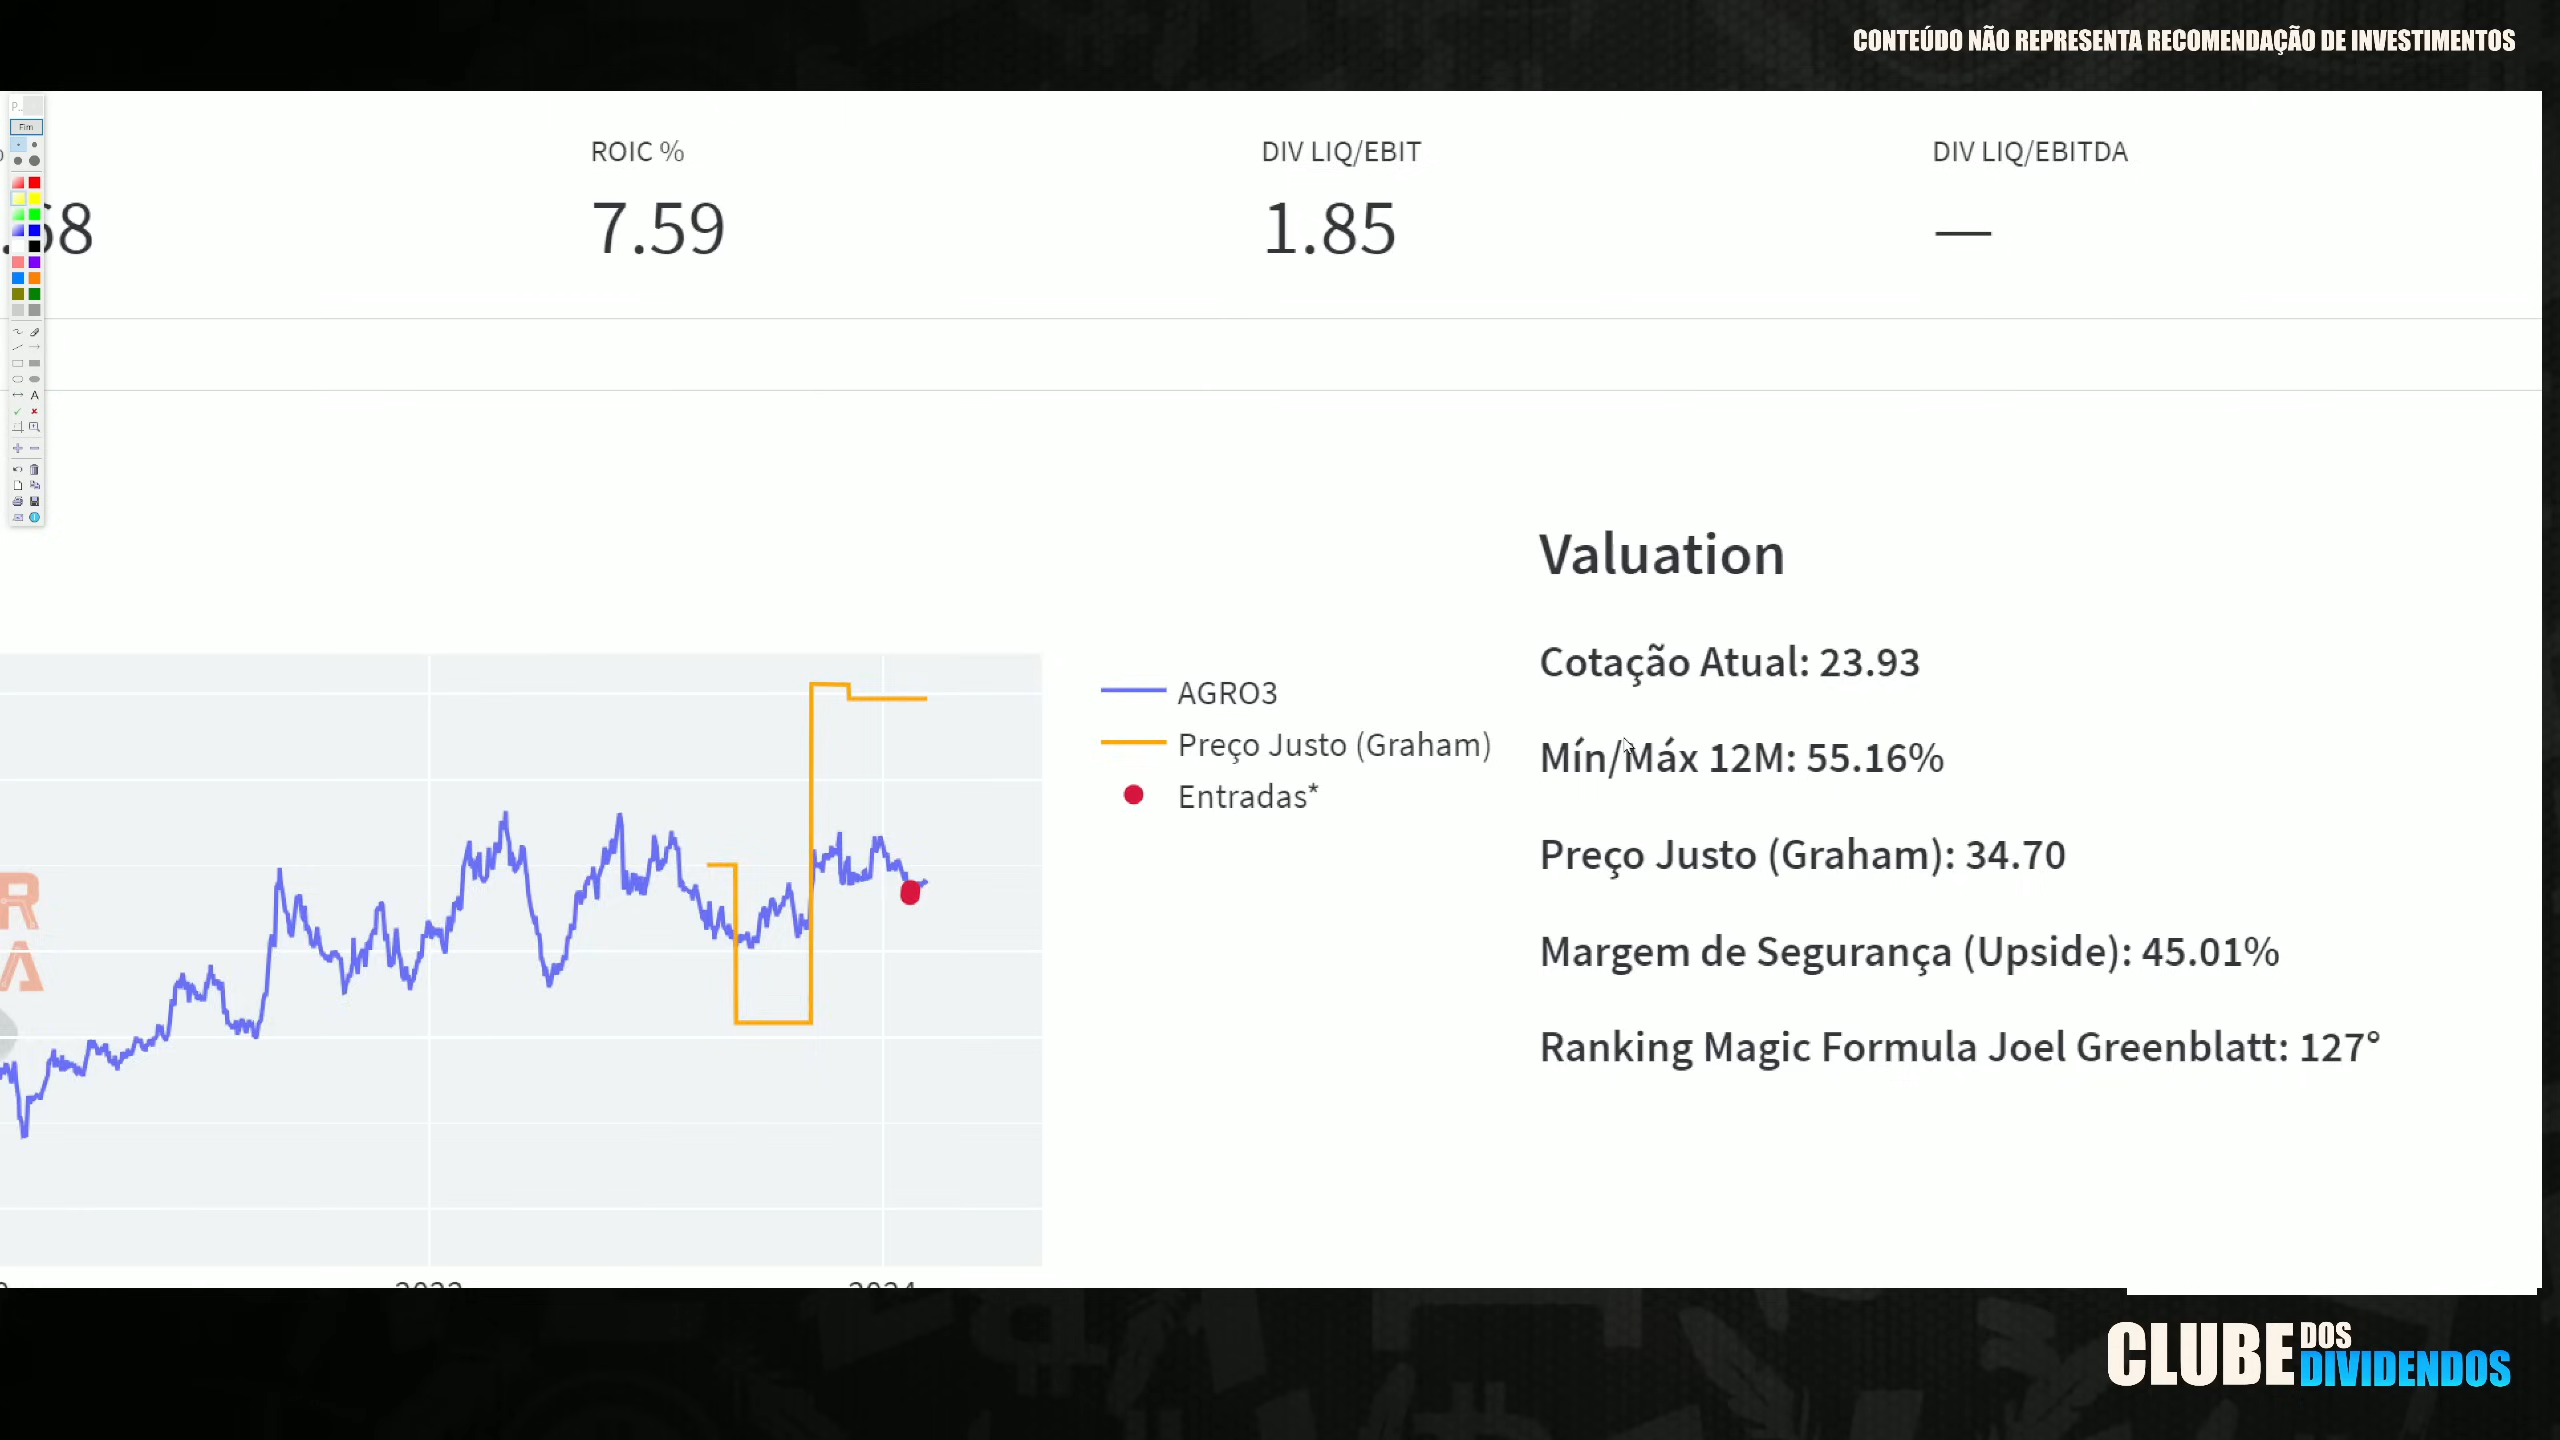 CONTEÚDO NÃO REPRESENTA RECOMENDAÇÃO DE INVESTIMENTOS
P..
Fim
ROIC %
DIV LIQ/EBIT
DIV LIQ/EBITDA
7.59
1.85
—
Valuation
Cotação Atual: 23.93
Mín/Máx 12M: 55.16%
Preço Justo (Graham): 34.70
Margem de Segurança (Upside): 45.01%
Ranking Magic Formula Joel Greenblatt: 127°
AGRO3
Preço Justo (Graham)
Entradas*
CLUBE DOS DIVIDENDOS